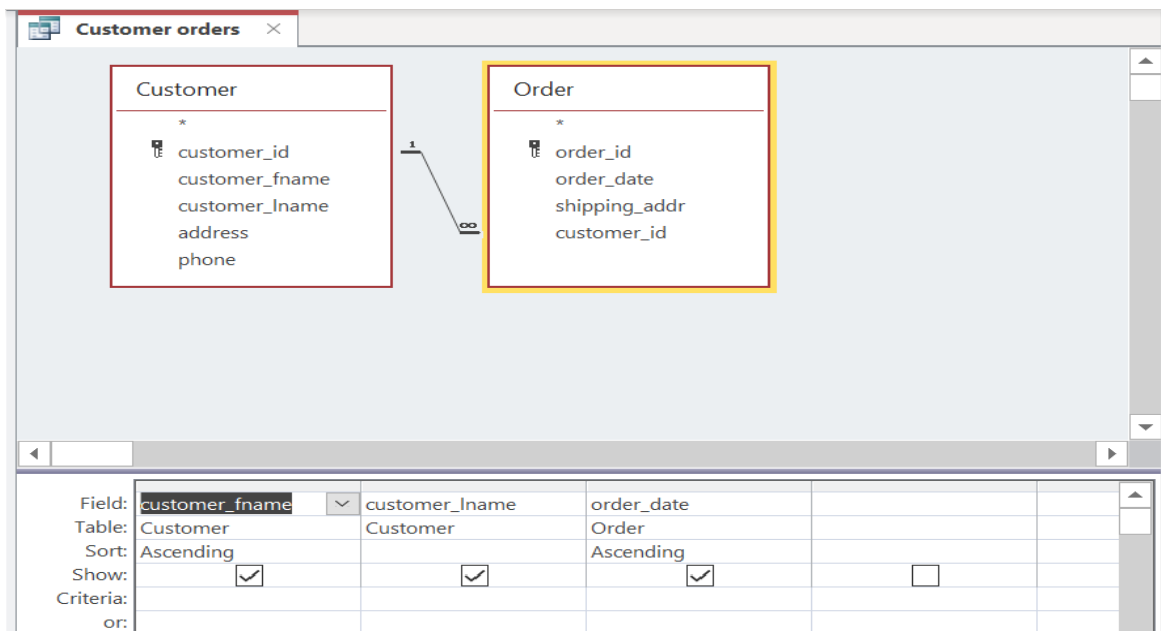 Customer orders
Customer
*
customer_id
customer_fname
customer_lname
address
phone
1
∞
Order
*
order_id
order_date
shipping_addr
customer_id
Field: customer_fname customer_lname order_date
Table: Customer Customer Order
Sort: Ascending Ascending
Show:
Criteria:
or: